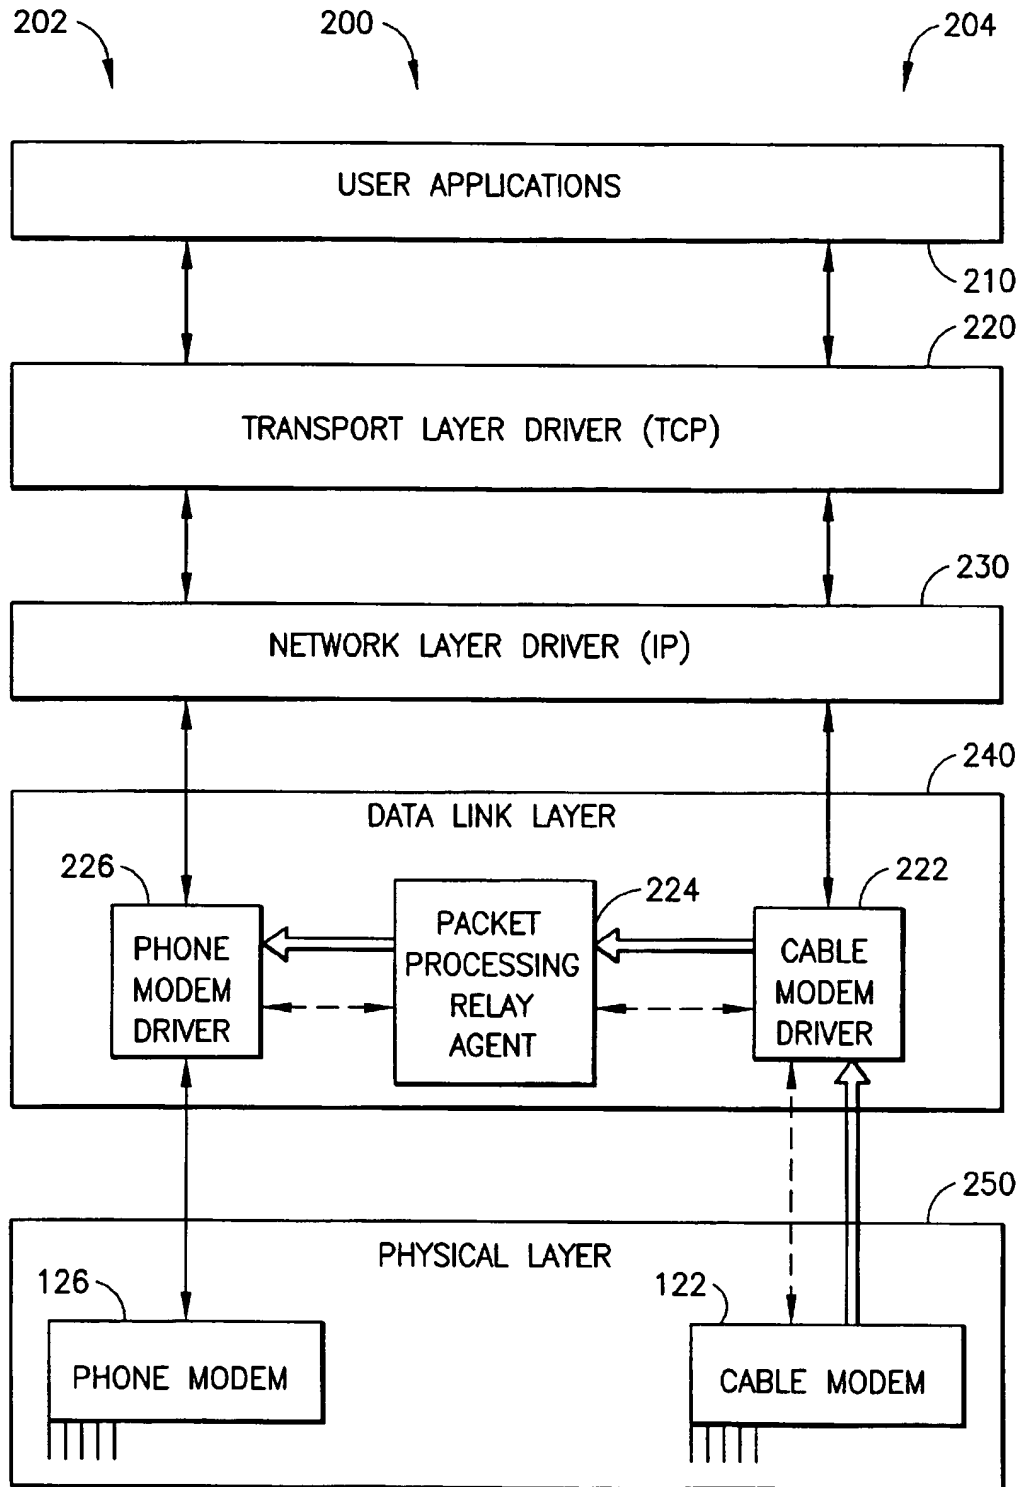 202
200
204
USER APPLICATIONS
210
220
TRANSPORT LAYER DRIVER (TCP)
230
NETWORK LAYER DRIVER (IP)
240
DATA LINK LAYER
226
224
222
PHONE
MODEM
DRIVER
PACKET
PROCESSING
RELAY
AGENT
CABLE
MODEM
DRIVER
250
PHYSICAL LAYER
126
122
PHONE MODEM
CABLE MODEM